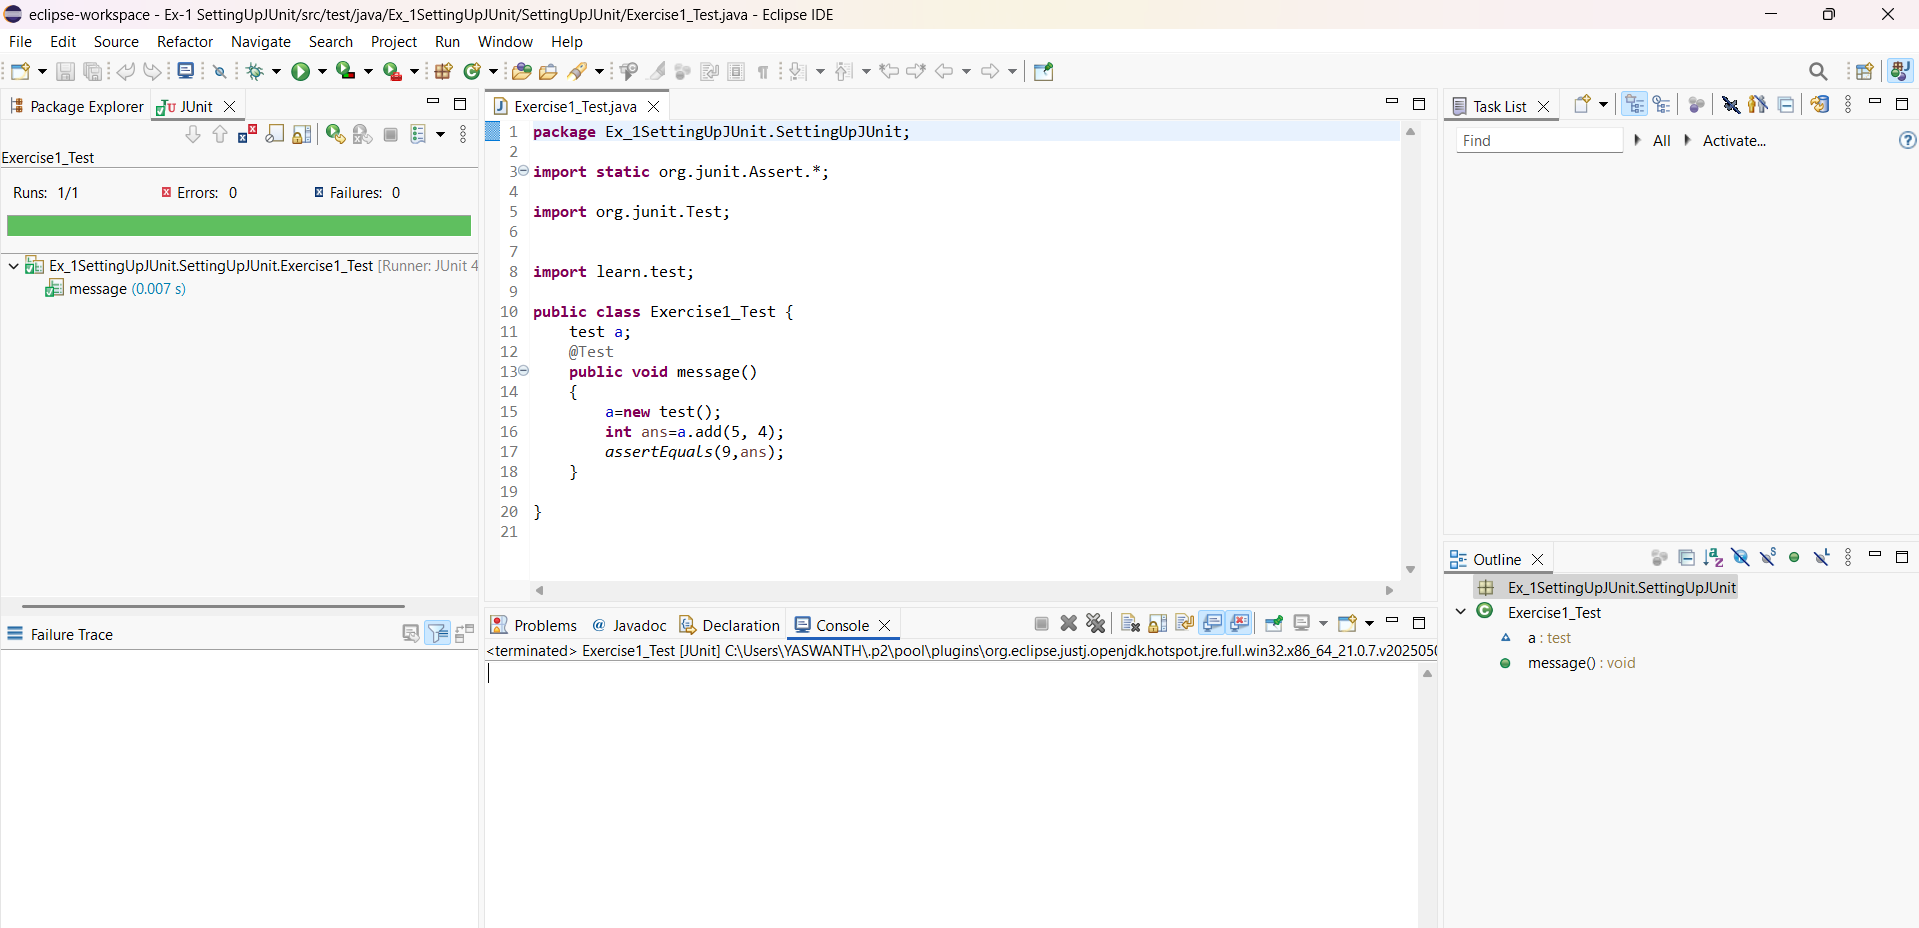 eclipse-workspace - Ex-1 SettingUpJUnit/src/test/java/Ex_1SettingUpJUnit/SettingUpJUnit/Exercise1_Test.java - Eclipse IDE
File Edit Source Refactor Navigate Search Project Run Window Help
Package Explorer JUnit
Exercise1_Test
Runs: 1/1 Errors: 0 Failures: 0
Ex_1SettingUpJUnit.SettingUpJUnit.Exercise1_Test [Runner: JUnit 4
message (0.007 s)
Failure Trace
Exercise1_Test.java
1 package Ex_1SettingUpJUnit.SettingUpJUnit;
2
3 import static org.junit.Assert.*;
4
5 import org.junit.Test;
6
7
8 import learn.test;
9
10 public class Exercise1_Test {
11 test a;
12 @Test
13 public void message()
14 {
15 a=new test();
16 int ans=a.add(5, 4);
17 assertEquals(9,ans);
18 }
19
20 }
21
Problems @ Javadoc Declaration Console
<terminated> Exercise1_Test [JUnit] C:\Users\YASWANTH\.p2\pool\plugins\org.eclipse.justj.openjdk.hotspot.jre.full.win32.x86_64_21.0.7.v2025050
Task List
Find All Activate...
Outline
Ex_1SettingUpJUnit.SettingUpJUnit
Exercise1_Test
a : test
message() : void